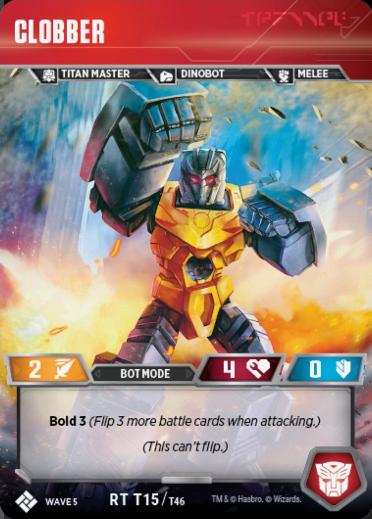 CLOBBER
TITAN MASTER DINOBOT MELEE
2 BOT MODE 4 0
Bold 3 (Flip 3 more battle cards when attacking.)
(This can't flip.)
WAVE 5 RT T15/T46 TM & © Hasbro. © Wizards.